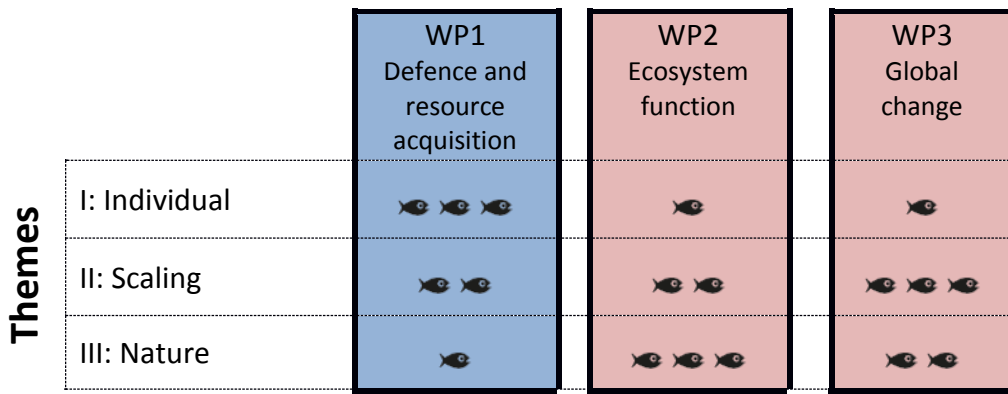 WP1
Defence and
resource
acquisition
WP2
Ecosystem
function
WP3
Global
change
Themes
I: Individual
II: Scaling
III: Nature